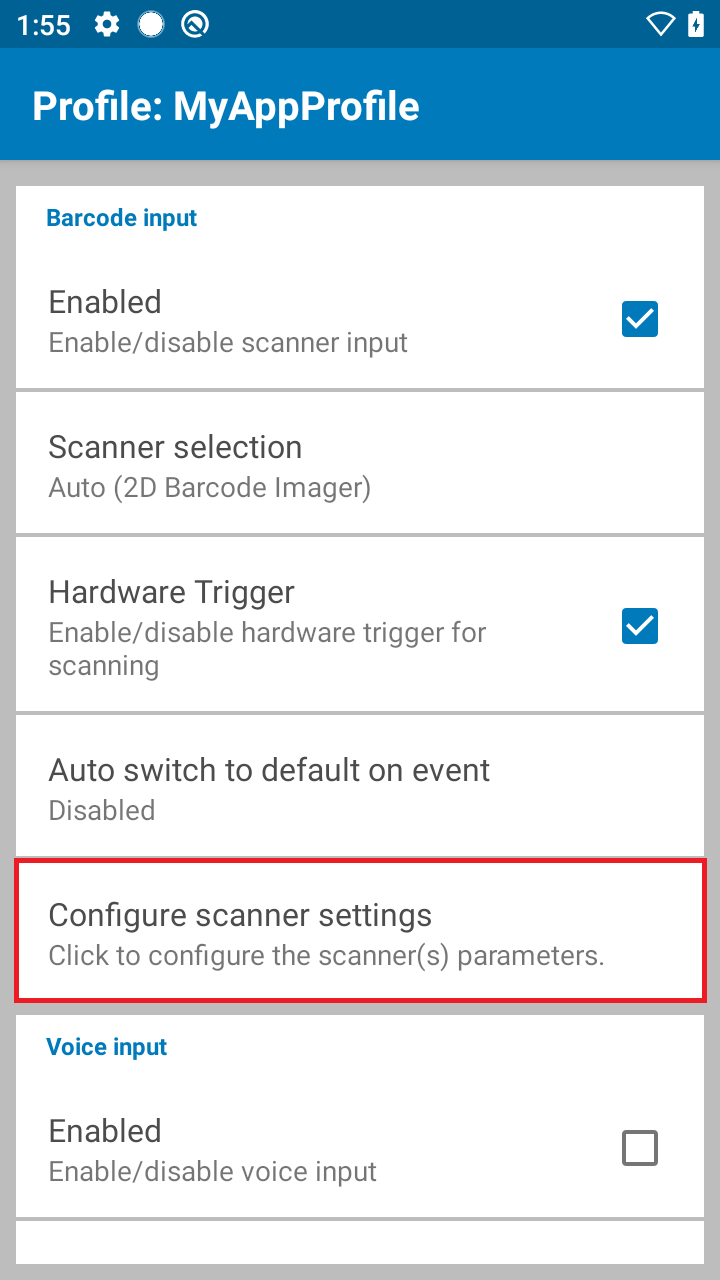 1:55
Profile: MyAppProfile
Barcode input
Enabled
Enable/disable scanner input
Scanner selection
Auto (2D Barcode Imager)
Hardware Trigger
Enable/disable hardware trigger for
scanning
Auto switch to default on event
Disabled
Configure scanner settings
Click to configure the scanner(s) parameters.
Voice input
Enabled
Enable/disable voice input